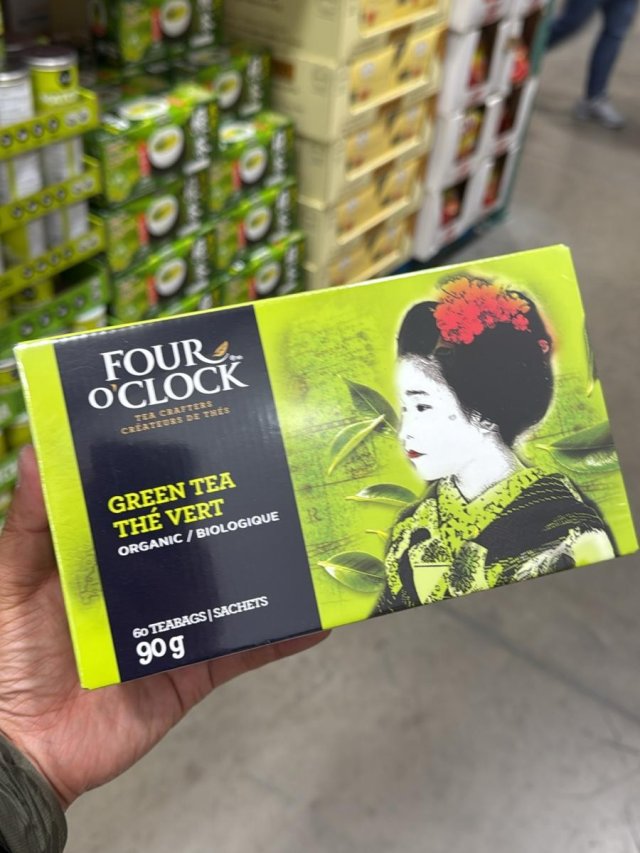 FOUR
O'CLOCK
TEA CRAFTERS
CRÉATEURS DE THÉS
GREEN TEA
THÉ VERT
ORGANIC / BIOLOGIQUE
60 TEABAGS | SACHETS
90 g